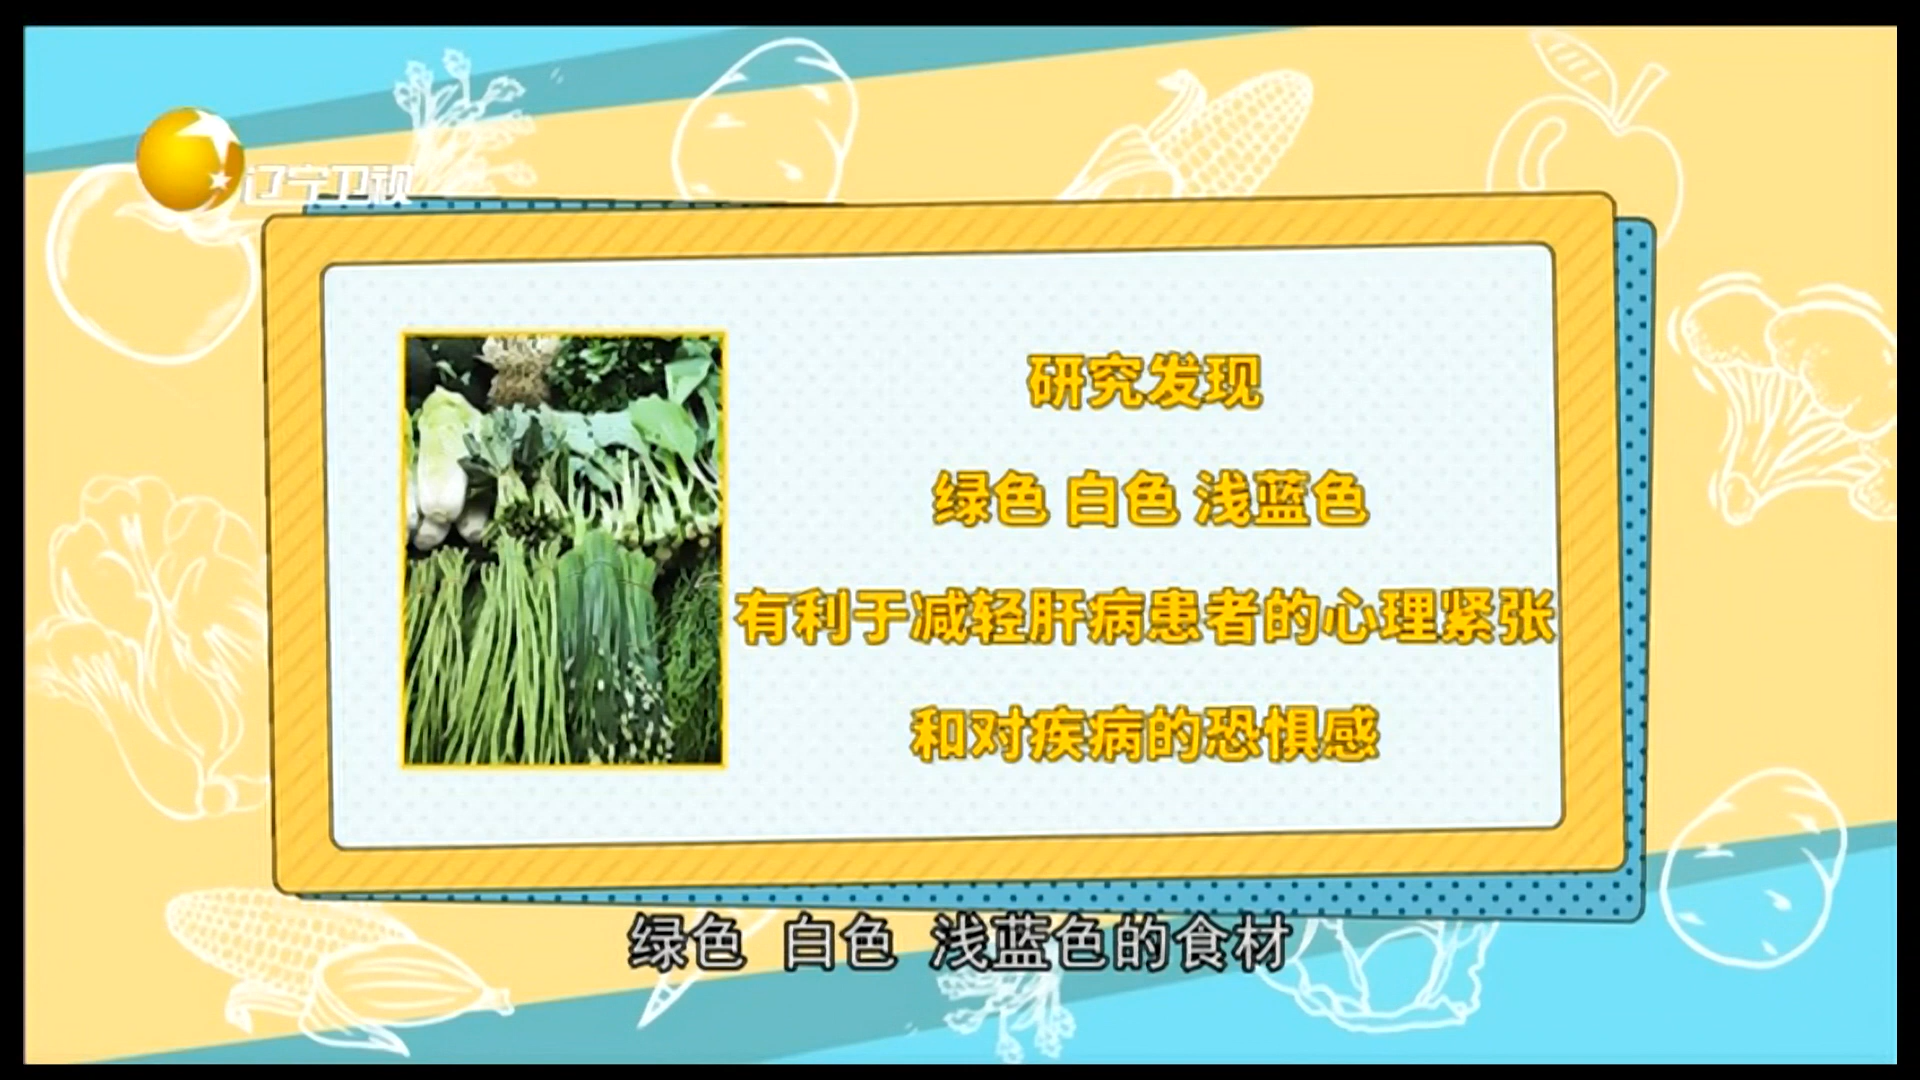 辽宁卫视
研究发现
绿色 白色 浅蓝色
有利于减轻肝病患者的心理紧张
和对疾病的恐惧感
绿色 白色 浅蓝色的食材